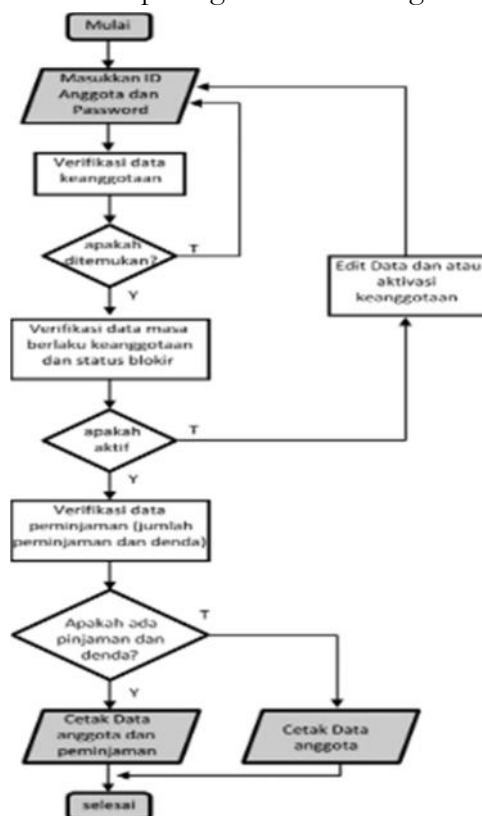 Mulai
Masukkan ID
Anggota dan
Password
Verifikasi data
keanggotaan
apakah
ditemukan?
T
Y
Edit Data dan atau
aktivasi
keanggotaan
Verifikasi data masa
berlaku keanggotaan
dan status blokir
apakah
aktif
T
Y
Verifikasi data
peminjaman (jumlah
peminjaman dan denda)
Apakah ada
pinjaman dan
denda?
T
Y
Cetak Data
anggota dan
peminjaman
Cetak Data
anggota
selesai